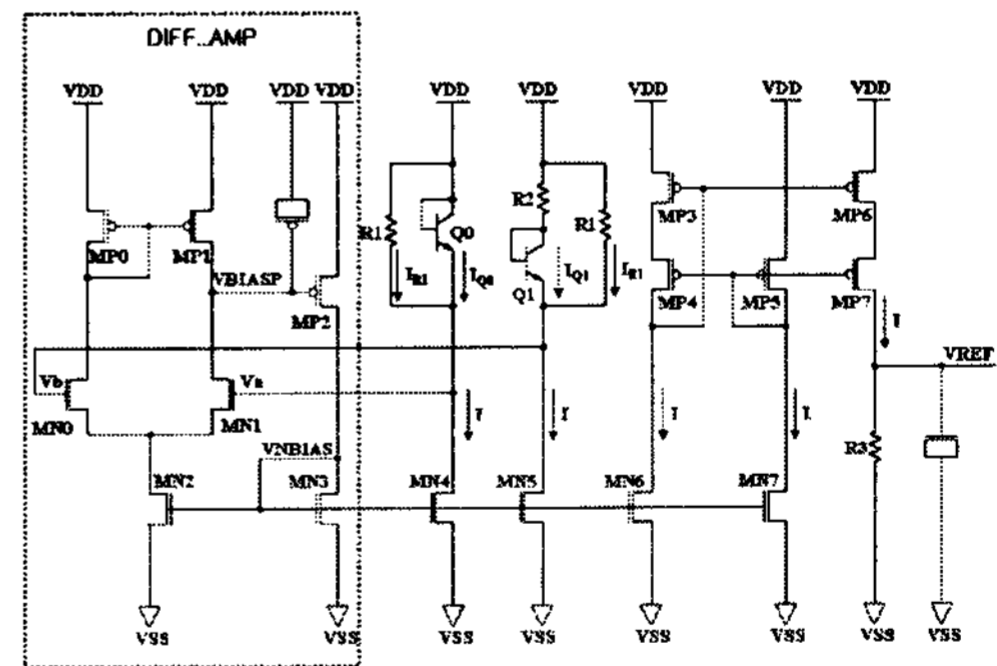 DIFF..AMP
VDD VDD VDD VDD VDD VDD VDD VDD VDD
MP0 MP1
VBIASP
MP2
R1 Q0
IR1 IQ0
R2 R1
Q1 IQ1 IR1
MP3 MP6
MP4 MP5 MP7
I
VREF
Vb Va
MN0 MN1
I I I I
VNBIAS
R3
MN2 MN3 MN4 MN5 MN6 MN7
VSS VSS VSS VSS VSS VSS VSS VSS